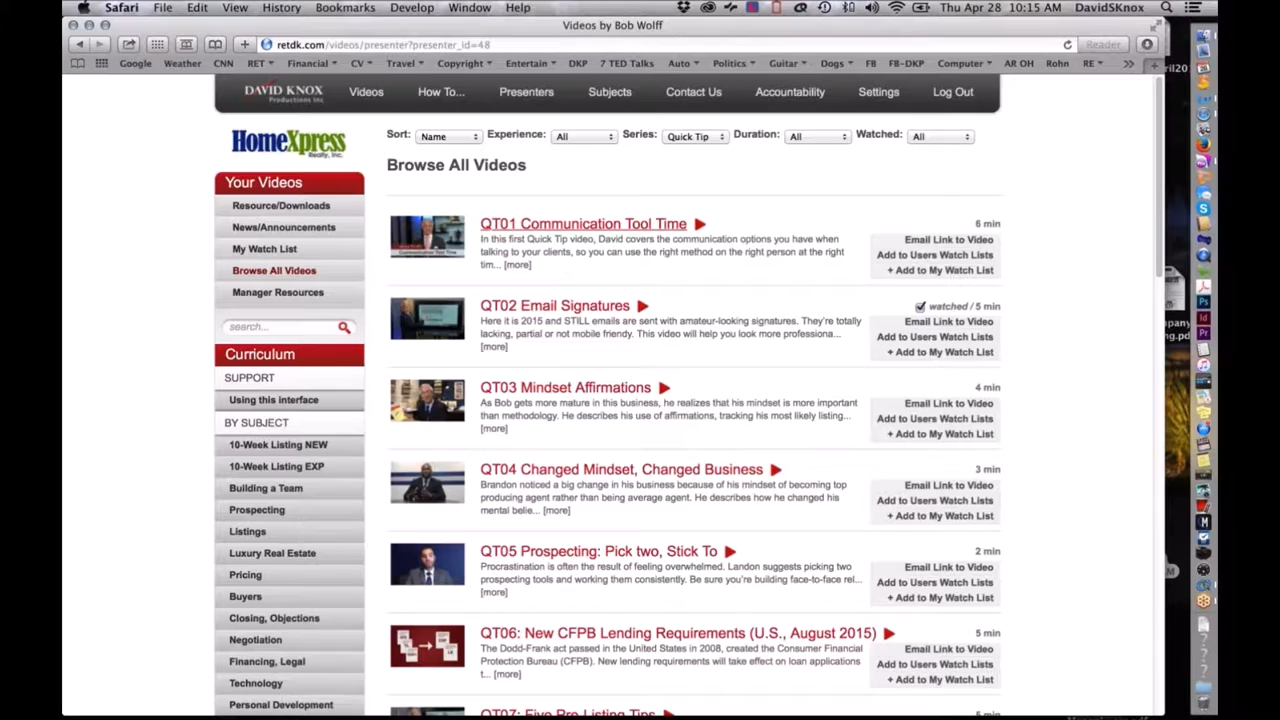 Safari File Edit View History Bookmarks Develop Window Help Thu Apr 28 10:15 AM DavidSKnox
Videos by Bob Wolff
retdk.com/videos/presenter?presenter_id=48 Reader
Google Weather CNN RET Financial CV Travel Copyright Entertain DKP 7 TED Talks Auto Politics Guitar Dogs FB FB-DKP Computer AR OH Rohn RE
DAVID KNOX
Productions Inc
Videos How To... Presenters Subjects Contact Us Accountability Settings Log Out
HomeXpress
Realty, Inc.
Sort: Name Experience: All Series: Quick Tip Duration: All Watched: All
Browse All Videos
Your Videos
Resource/Downloads
News/Announcements
My Watch List
Browse All Videos
Manager Resources
search...
Curriculum
SUPPORT
Using this interface
BY SUBJECT
10-Week Listing NEW
10-Week Listing EXP
Building a Team
Prospecting
Listings
Luxury Real Estate
Pricing
Buyers
Closing, Objections
Negotiation
Financing, Legal
Technology
Personal Development
QT01 Communication Tool Time
6 min
In this first Quick Tip video, David covers the communication options you have when
talking to your clients, so you can use the right method on the right person at the right
tim... [more]
Email Link to Video
Add to Users Watch Lists
+ Add to My Watch List
QT02 Email Signatures
watched / 5 min
Here it is 2015 and STILL emails are sent with amateur-looking signatures. They're totally
lacking, partial or not mobile friendly. This video will help you look more professiona...
[more]
Email Link to Video
Add to Users Watch Lists
+ Add to My Watch List
QT03 Mindset Affirmations
4 min
As Bob gets more mature in this business, he realizes that his mindset is more important
than methodology. He describes his use of affirmations, tracking his most likely listing...
[more]
Email Link to Video
Add to Users Watch Lists
+ Add to My Watch List
QT04 Changed Mindset, Changed Business
3 min
Brandon noticed a big change in his business because of his mindset of becoming top
producing agent rather than being average agent. He describes how he changed his
mental belie... [more]
Email Link to Video
Add to Users Watch Lists
+ Add to My Watch List
QT05 Prospecting: Pick two, Stick To
2 min
Procrastination is often the result of feeling overwhelmed. Landon suggests picking two
prospecting tools and working them consistently. Be sure you're building face-to-face rel...
[more]
Email Link to Video
Add to Users Watch Lists
+ Add to My Watch List
QT06: New CFPB Lending Requirements (U.S., August 2015)
5 min
The Dodd-Frank act passed in the United States in 2008, created the Consumer Financial
Protection Bureau (CFPB). New lending requirements will take effect on loan applications
t... [more]
Email Link to Video
Add to Users Watch Lists
+ Add to My Watch List
QT07: Five Pre-Listing Tips
5 min